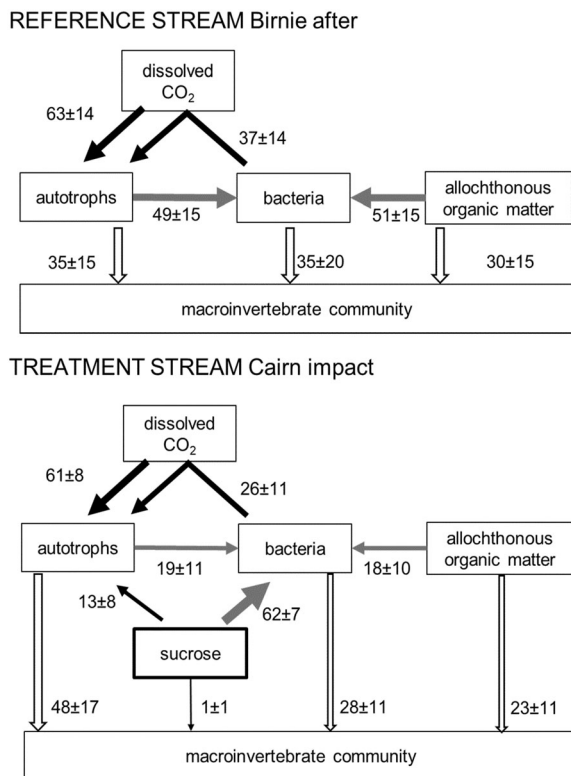 REFERENCE STREAM Birnie after
dissolved
CO₂
63±14
37±14
autotrophs
bacteria
allochthonous
organic matter
49±15
51±15
35±15
35±20
30±15
macroinvertebrate community
TREATMENT STREAM Cairn impact
dissolved
CO₂
61±8
26±11
autotrophs
bacteria
allochthonous
organic matter
19±11
18±10
13±8
62±7
sucrose
48±17
1±1
28±11
23±11
macroinvertebrate community